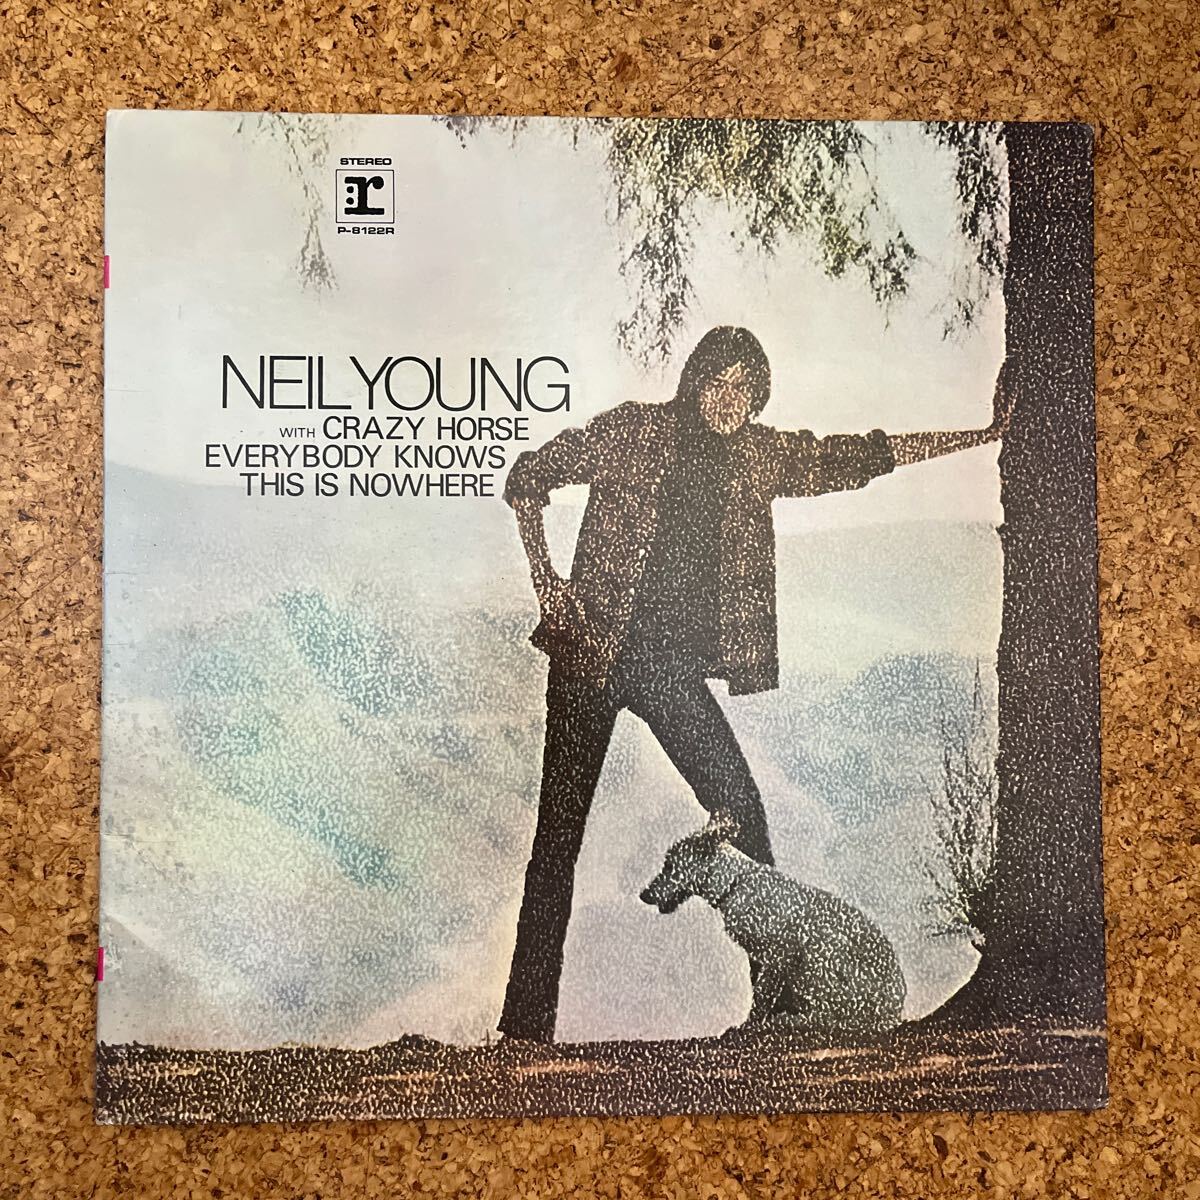 STEREO
:r
P-8122R
NEIL YOUNG
WITH CRAZY HORSE
EVERYBODY KNOWS
THIS IS NOWHERE